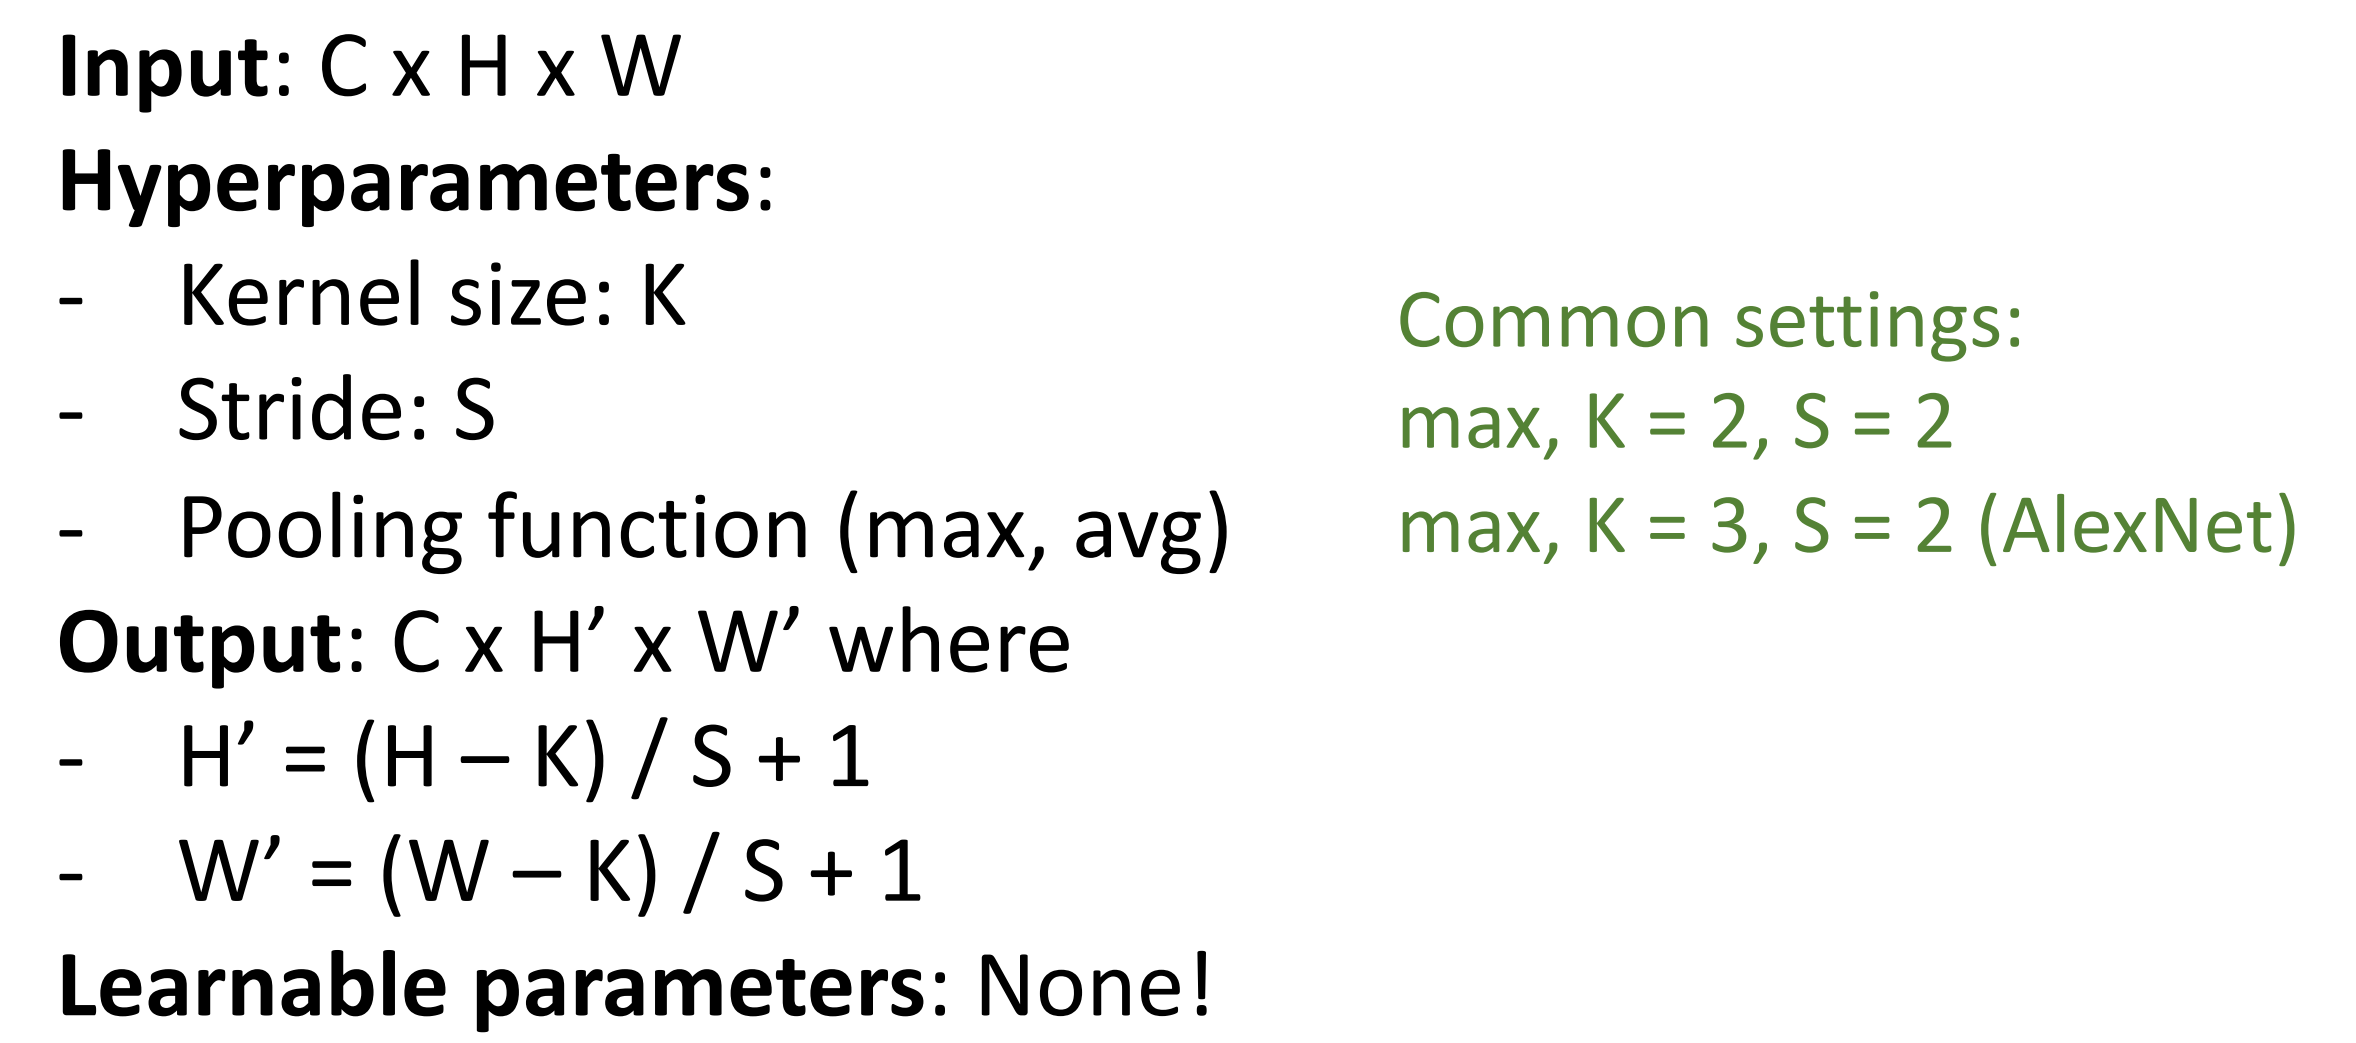 Input: C x H x W
Hyperparameters:
- Kernel size: K
- Stride: S
- Pooling function (max, avg)
Output: C x H’ x W’ where
- H’ = (H – K) / S + 1
- W’ = (W – K) / S + 1
Learnable parameters: None!
Common settings:
max, K = 2, S = 2
max, K = 3, S = 2 (AlexNet)